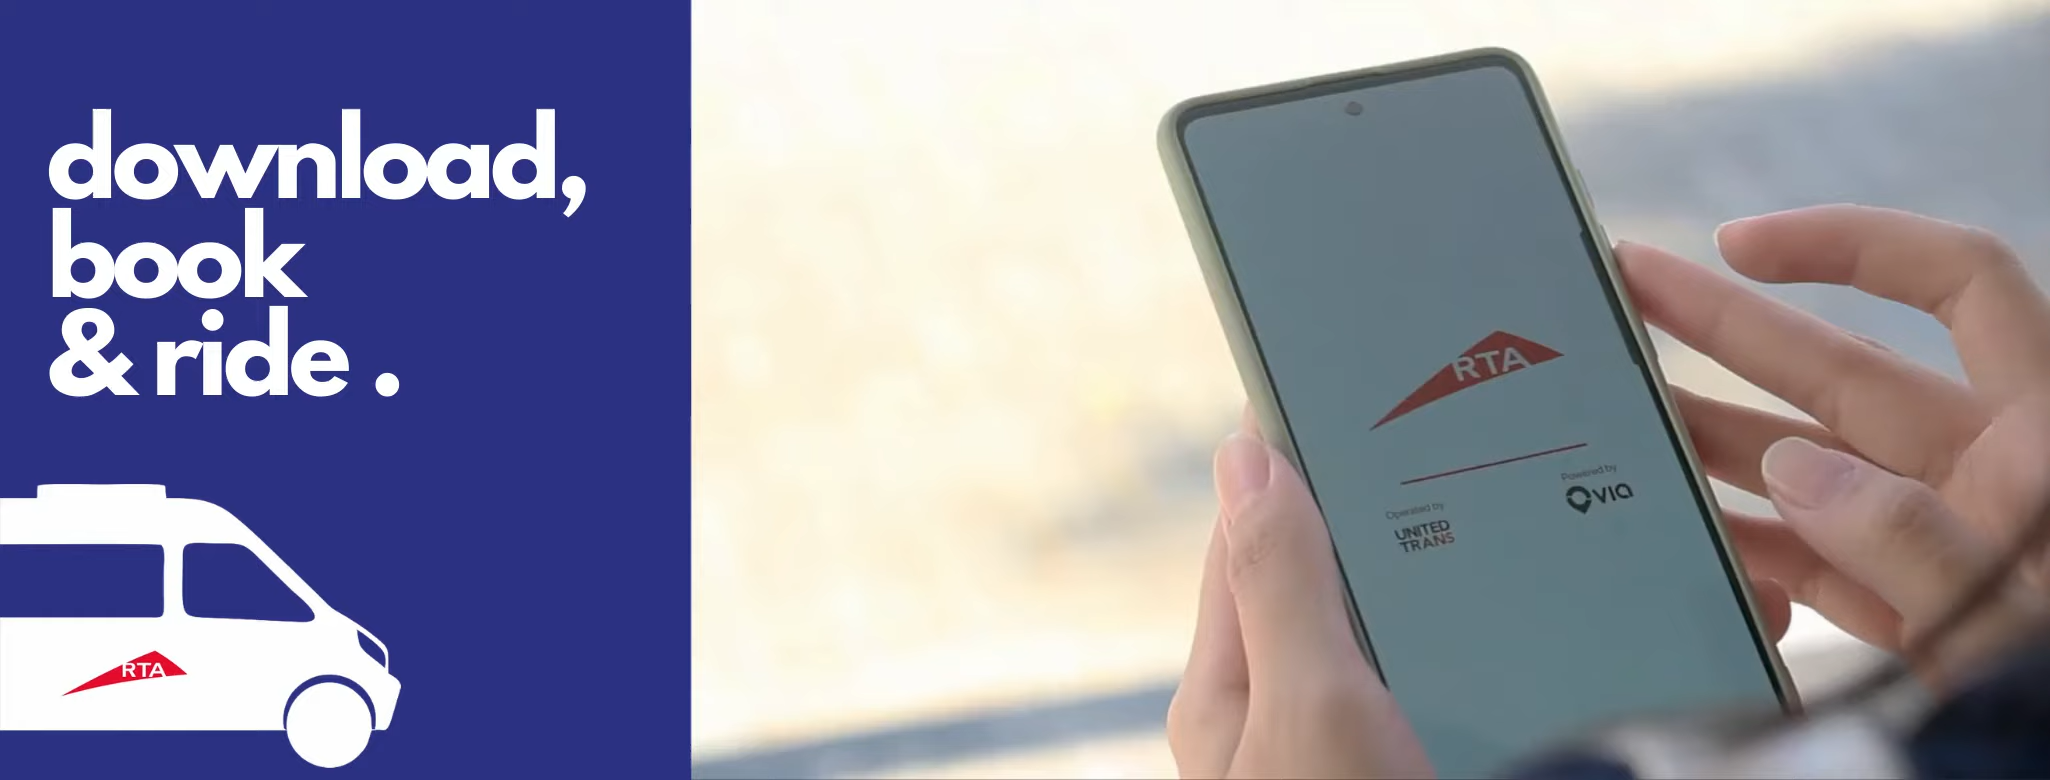 download,
book
& ride .
RTA
RTA
Operated by
UNITED
TRANS
Powered by
via